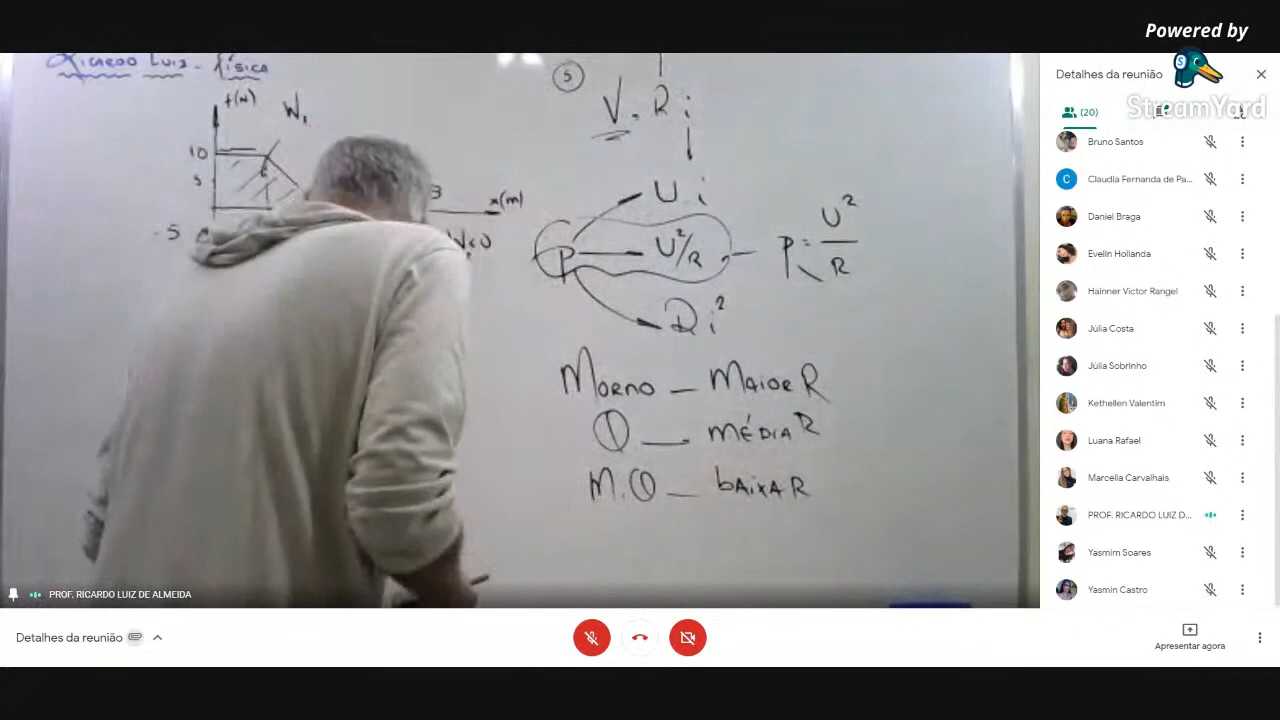 Powered by
StreamYard
Detalhes da reunião
(20)
Bruno Santos
Claudia Fernanda de Pa...
Daniel Braga
Evelin Hollanda
Hainner Victor Rangel
Júlia Costa
Júlia Sobrinho
Kethellen Valentim
Luana Rafael
Marcella Carvalhais
PROF. RICARDO LUIZ D...
Yasmim Soares
Yasmin Castro
Ricardo Luiz - Física
W₁
10
5
-5
3
x(m)
5
V = R i
U.i
P
U²/R
P = U²/R
R i²
Morno — Maior R
Q — média R
M.Q — baixa R
PROF. RICARDO LUIZ DE ALMEIDA
Detalhes da reunião
Apresentar agora